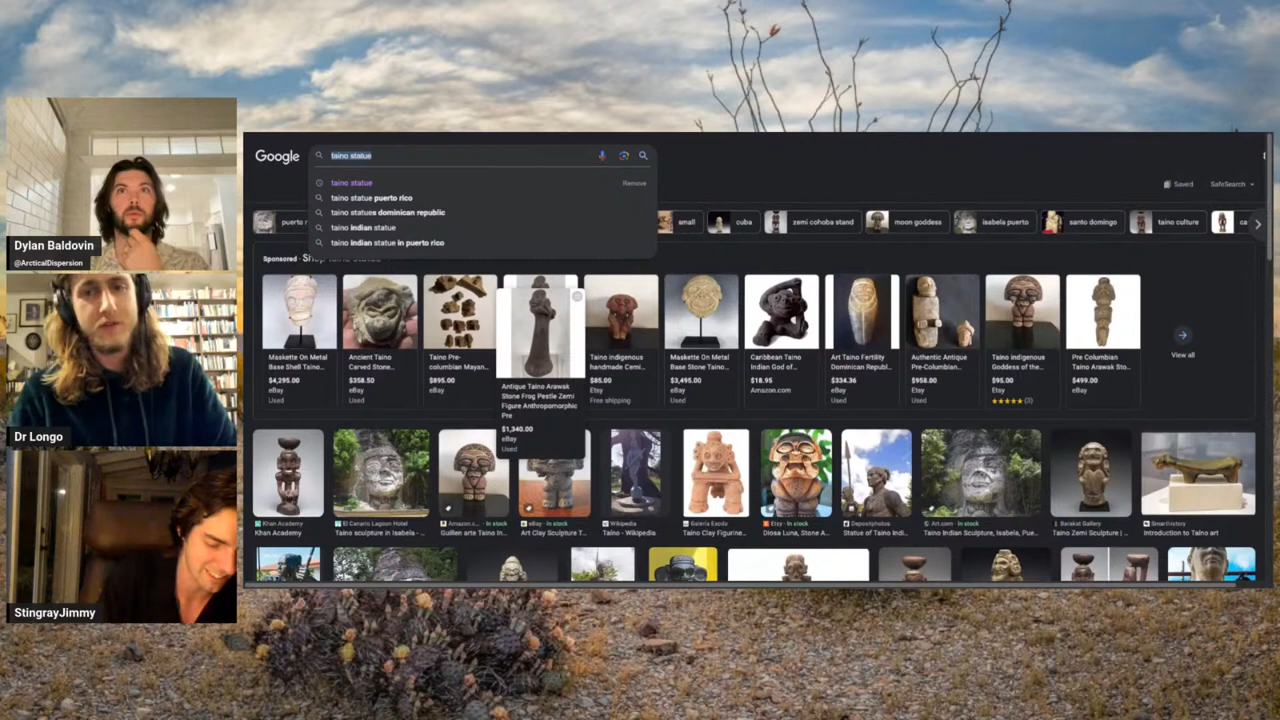 Dylan Baldovin
@ArcticalDispersion
Dr Longo
StingrayJimmy
Google
taino statue
taino statue
Remove
taino statue puerto rico
taino statues dominican republic
taino indian statue
taino indian statue in puerto rico
Saved
SafeSearch
small
cuba
zemi cohoba stand
moon goddess
isabela puerto
santo domingo
taino culture
Sponsored
Maskette On Metal
Base Shell Taino...
$4,295.00
eBay
Used
Ancient Taino
Carved Stone...
$358.50
eBay
Used
Taino Pre-
columbian Mayan...
$895.00
eBay
Antique Taino Arawak
Stone Frog Pestle Zemi
Figure Anthropomorphic
Pre
$1,340.00
eBay
Used
Taino indigenous
handmade Cemi...
$85.00
Etsy
Free shipping
Maskette On Metal
Base Stone Taino...
$3,495.00
eBay
Used
Caribbean Taino
Indian God of...
$18.95
Amazon.com
Art Taino Fertility
Dominican Republ...
$334.36
eBay
Used
Authentic Antique
Pre-Columbian...
$958.00
eBay
Used
Taino indigenous
Goddess of the...
$95.00
Etsy
(3)
Pre Columbian
Taino Arawak Sto...
$499.00
eBay
View all
Khan Academy
Khan Academy
El Canario Lagoon Hotel
Taino sculpture in Isabela - ...
Amazon.c... · In stock
Guillen arte Taino In...
eBay · In stock
Art Clay Sculpture T...
Wikipedia
Taino - Wikipedia
Galería Expóz
Taino Clay Figurine...
Etsy · In stock
Diosa Luna, Stone A...
Depositphotos
Statue of Taino Indi...
Art.com · In stock
Taino Indian Sculpture, Isabela, Pue...
Barakat Gallery
Taino Zemi Sculpture | ...
Smarthistory
Introduction to Taino art